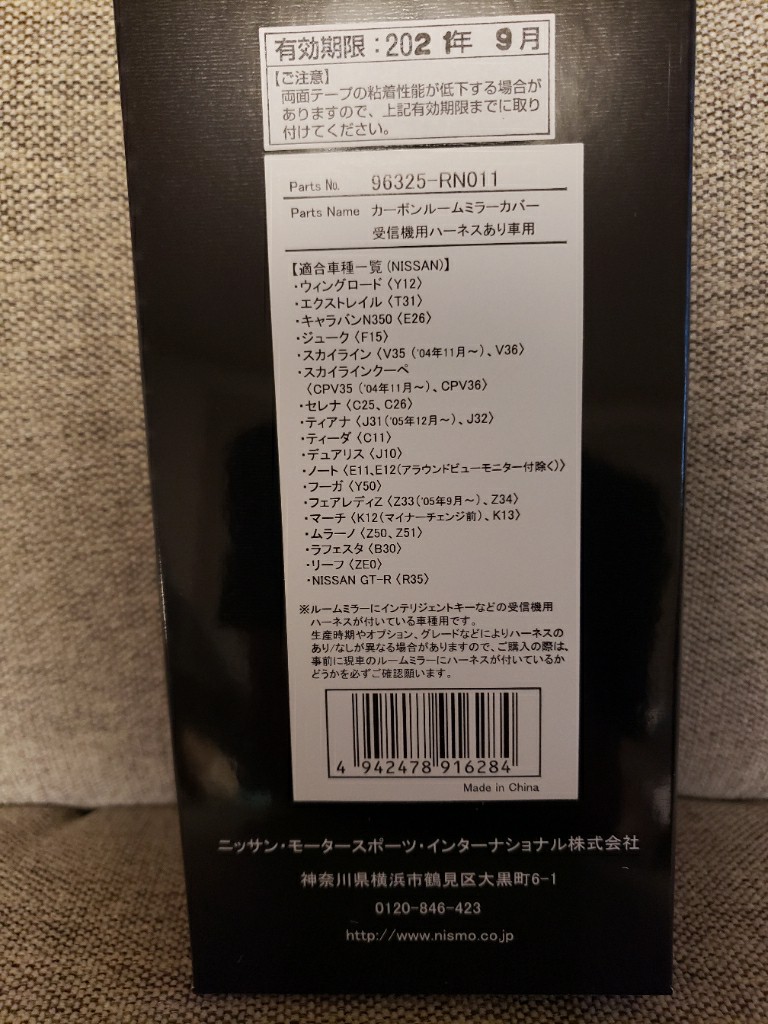 有効期限：2021年 9月
【ご注意】
両面テープの粘着性能が低下する場合が
ありますので、上記有効期限までに取り
付けてください。
Parts No. 96325-RN011
Parts Name カーボンルームミラーカバー
受信機用ハーネスあり車用
【適合車種一覧(NISSAN)】
・ウィングロード〈Y12〉
・エクストレイル〈T31〉
・キャラバンN350〈E26〉
・ジューク〈F15〉
・スカイライン〈V35('04年11月～)、V36〉
・スカイラインクーペ
〈CPV35('04年11月～)、CPV36〉
・セレナ〈C25、C26〉
・ティアナ〈J31('05年12月～)、J32〉
・ティーダ〈C11〉
・デュアリス〈J10〉
・ノート〈E11、E12(アラウンドビューモニター付除く)〉
・フーガ〈Y50〉
・フェアレディZ〈Z33('05年9月～)、Z34〉
・マーチ〈K12(マイナーチェンジ前)、K13〉
・ムラーノ〈Z50、Z51〉
・ラフェスタ〈B30〉
・リーフ〈ZE0〉
・NISSAN GT-R〈R35〉
※ルームミラーにインテリジェントキーなどの受信機用
ハーネスが付いている車種用です。
生産時期やオプション、グレードなどによりハーネスの
あり/なしが異なる場合がありますので、ご購入の際は、
事前に現車のルームミラーにハーネスが付いているか
どうかを必ずご確認願います。
4 942478 916284
Made in China
ニッサン・モータースポーツ・インターナショナル株式会社
神奈川県横浜市鶴見区大黒町6-1
0120-846-423
http://www.nismo.co.jp